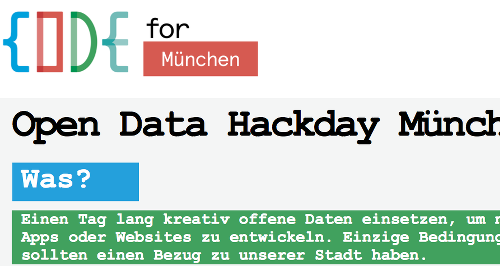 CODE for
München
Open Data Hackday Münch
Was?
Einen Tag lang kreativ offene Daten einsetzen, um
Apps oder Websites zu entwickeln. Einzige Bedingung
sollten einen Bezug zu unserer Stadt haben.